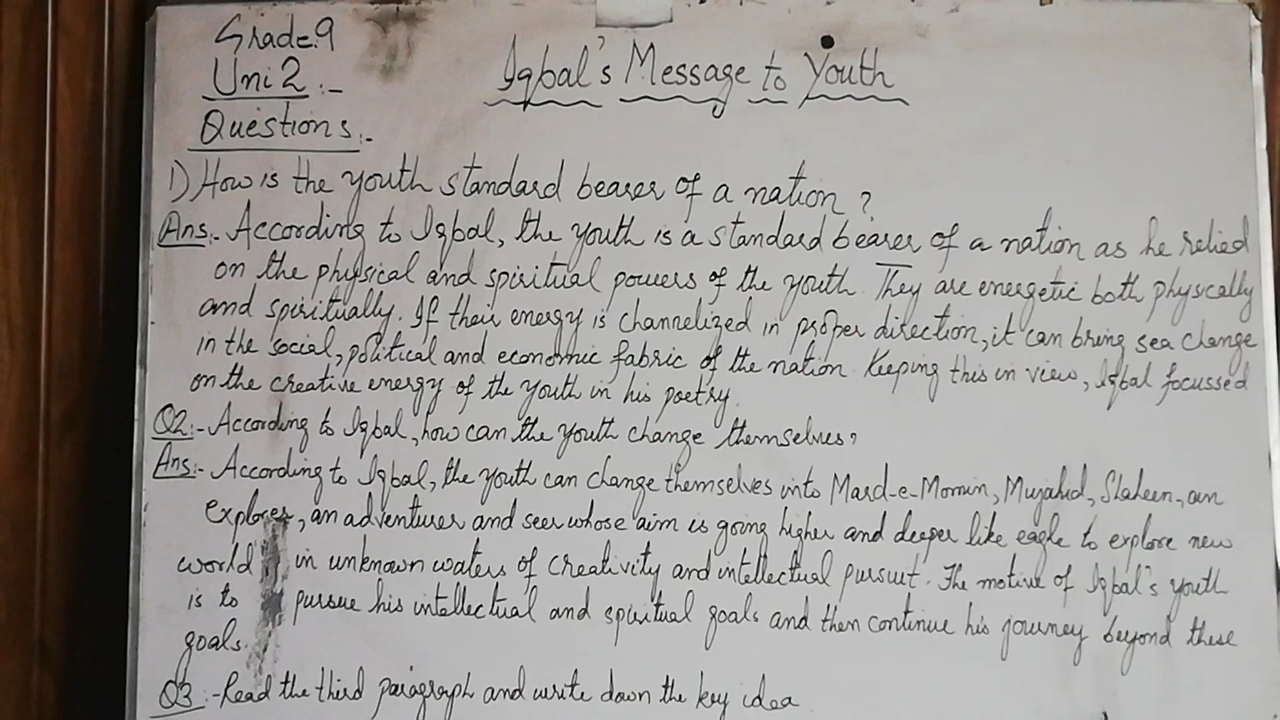 Grade.9
Uni 2 :-
Iqbal's Message to Youth
Questions:-
1) How is the youth standard bearer of a nation?
Ans:- According to Iqbal, the youth is a standard bearer of a nation as he relied
on the physical and spiritual powers of the youth. They are energetic both physically
and spiritually. If their energy is channelized in proper direction, it can bring sea change
in the social, political and economic fabric of the nation. Keeping this in view, Iqbal focussed
on the creative energy of the youth in his poetry.
Q2:- According to Iqbal, how can the youth change themselves?
Ans:- According to Iqbal, the youth can change themselves into Mard-e-Momin, Mujahid, Shaheen, an
explorer, an adventurer and seer whose aim is going higher and deeper like eagle to explore new
world in unknown waters of creativity and intellectual pursuit. The motive of Iqbal's youth
is to pursue his intellectual and spiritual goals and then continue his journey beyond these
goals.
Q3:- Read the third paragraph and write down the key idea